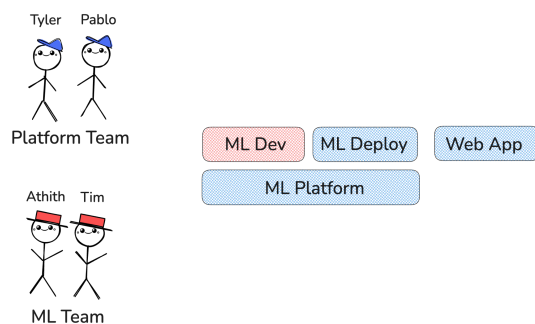 Tyler Pablo
Platform Team
ML Dev ML Deploy Web App
ML Platform
Athith Tim
ML Team